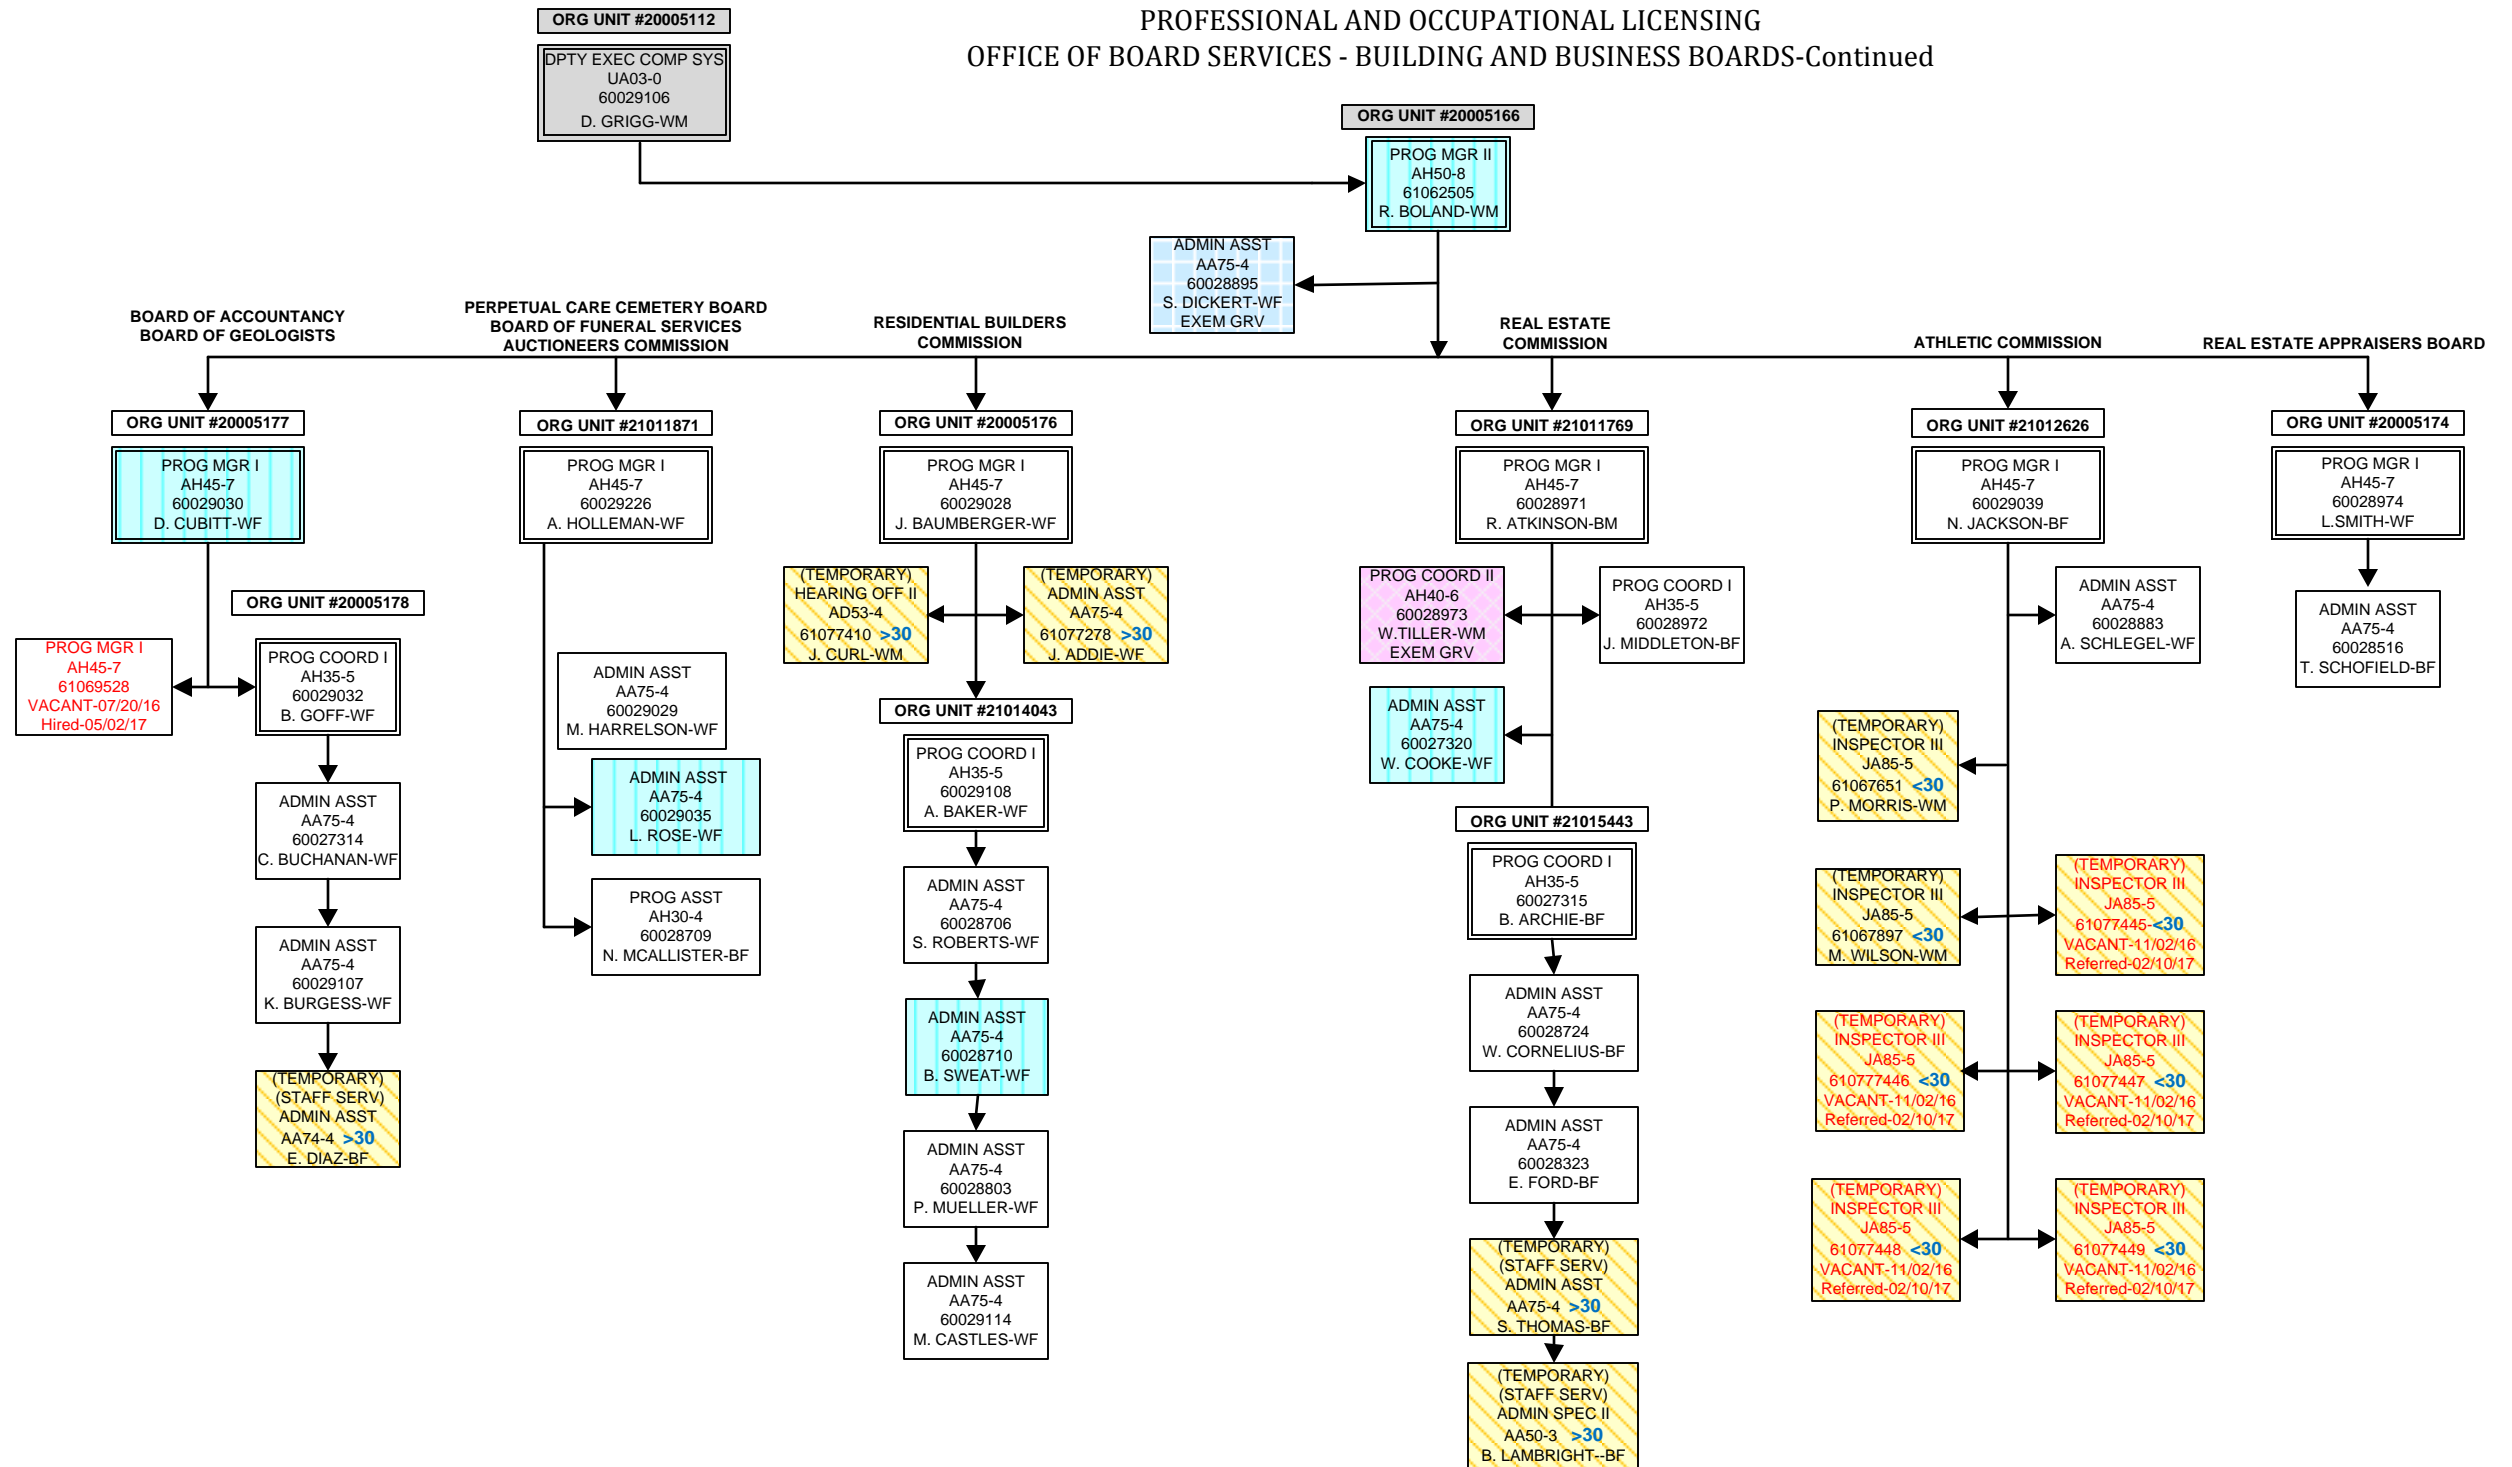 PROFESSIONAL AND OCCUPATIONAL LICENSING
OFFICE OF BOARD SERVICES - BUILDING AND BUSINESS BOARDS-Continued
ORG UNIT #20005112
DPTY EXEC COMP SYS
UA03-0
60029106
D. GRIGG-WM
ORG UNIT #20005166
PROG MGR II
AH50-8
61062505
R. BOLAND-WM
ADMIN ASST
AA75-4
60028895
S. DICKERT-WF
EXEM GRV
BOARD OF ACCOUNTANCY
BOARD OF GEOLOGISTS
ORG UNIT #20005177
PROG MGR I
AH45-7
60029030
D. CUBITT-WF
PROG MGR I
AH45-7
61069528
VACANT-07/20/16
Hired-05/02/17
ORG UNIT #20005178
PROG COORD I
AH35-5
60029032
B. GOFF-WF
ADMIN ASST
AA75-4
60027314
C. BUCHANAN-WF
ADMIN ASST
AA75-4
60029107
K. BURGESS-WF
(TEMPORARY)
(STAFF SERV)
ADMIN ASST
AA74-4 >30
E. DIAZ-BF
PERPETUAL CARE CEMETERY BOARD
BOARD OF FUNERAL SERVICES
AUCTIONEERS COMMISSION
ORG UNIT #21011871
PROG MGR I
AH45-7
60029226
A. HOLLEMAN-WF
ADMIN ASST
AA75-4
60029029
M. HARRELSON-WF
ADMIN ASST
AA75-4
60029035
L. ROSE-WF
PROG ASST
AH30-4
60028709
N. MCALLISTER-BF
RESIDENTIAL BUILDERS
COMMISSION
ORG UNIT #20005176
PROG MGR I
AH45-7
60029028
J. BAUMBERGER-WF
(TEMPORARY)
HEARING OFF II
AD53-4
61077410 >30
J. CURL-WM
(TEMPORARY)
ADMIN ASST
AA75-4
61077278 >30
J. ADDIE-WF
ORG UNIT #21014043
PROG COORD I
AH35-5
60029108
A. BAKER-WF
ADMIN ASST
AA75-4
60028706
S. ROBERTS-WF
ADMIN ASST
AA75-4
60028710
B. SWEAT-WF
ADMIN ASST
AA75-4
60028803
P. MUELLER-WF
ADMIN ASST
AA75-4
60029114
M. CASTLES-WF
REAL ESTATE
COMMISSION
ORG UNIT #21011769
PROG MGR I
AH45-7
60028971
R. ATKINSON-BM
PROG COORD II
AH40-6
60028973
W.TILLER-WM
EXEM GRV
PROG COORD I
AH35-5
60028972
J. MIDDLETON-BF
ADMIN ASST
AA75-4
60027320
W. COOKE-WF
ORG UNIT #21015443
PROG COORD I
AH35-5
60027315
B. ARCHIE-BF
ADMIN ASST
AA75-4
60028724
W. CORNELIUS-BF
ADMIN ASST
AA75-4
60028323
E. FORD-BF
(TEMPORARY)
(STAFF SERV)
ADMIN ASST
AA75-4 >30
S. THOMAS-BF
(TEMPORARY)
(STAFF SERV)
ADMIN SPEC II
AA50-3 >30
B. LAMBRIGHT--BF
ATHLETIC COMMISSION
ORG UNIT #21012626
PROG MGR I
AH45-7
60029039
N. JACKSON-BF
ADMIN ASST
AA75-4
60028883
A. SCHLEGEL-WF
(TEMPORARY)
INSPECTOR III
JA85-5
61067651 <30
P. MORRIS-WM
(TEMPORARY)
INSPECTOR III
JA85-5
61067897 <30
M. WILSON-WM
(TEMPORARY)
INSPECTOR III
JA85-5
61077445-<30
VACANT-11/02/16
Referred-02/10/17
(TEMPORARY)
INSPECTOR III
JA85-5
610777446 <30
VACANT-11/02/16
Referred-02/10/17
(TEMPORARY)
INSPECTOR III
JA85-5
61077447 <30
VACANT-11/02/16
Referred-02/10/17
(TEMPORARY)
INSPECTOR III
JA85-5
61077448 <30
VACANT-11/02/16
Referred-02/10/17
(TEMPORARY)
INSPECTOR III
JA85-5
61077449 <30
VACANT-11/02/16
Referred-02/10/17
REAL ESTATE APPRAISERS BOARD
ORG UNIT #20005174
PROG MGR I
AH45-7
60028974
L.SMITH-WF
ADMIN ASST
AA75-4
60028516
T. SCHOFIELD-BF